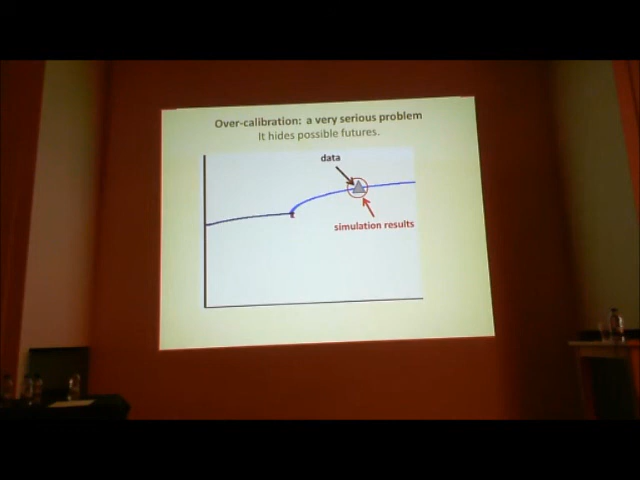 Over-calibration: a very serious problem
It hides possible futures.
data
simulation results